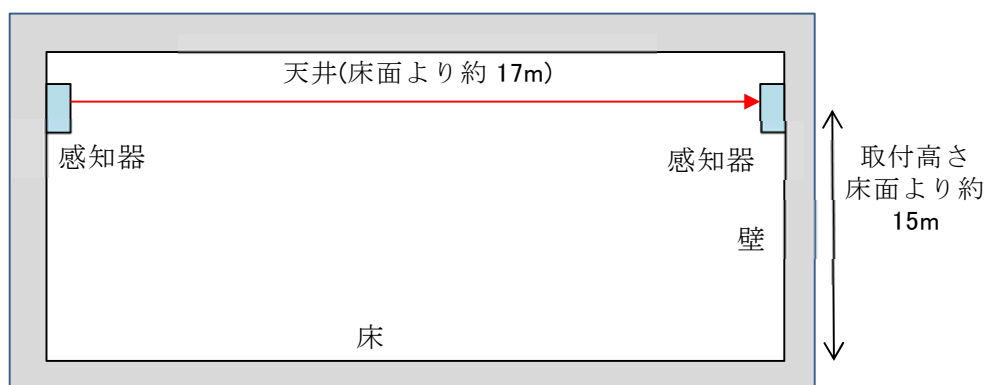 天井(床面より約 17m)
感知器
感知器
取付高さ
床面より約
15m
壁
床